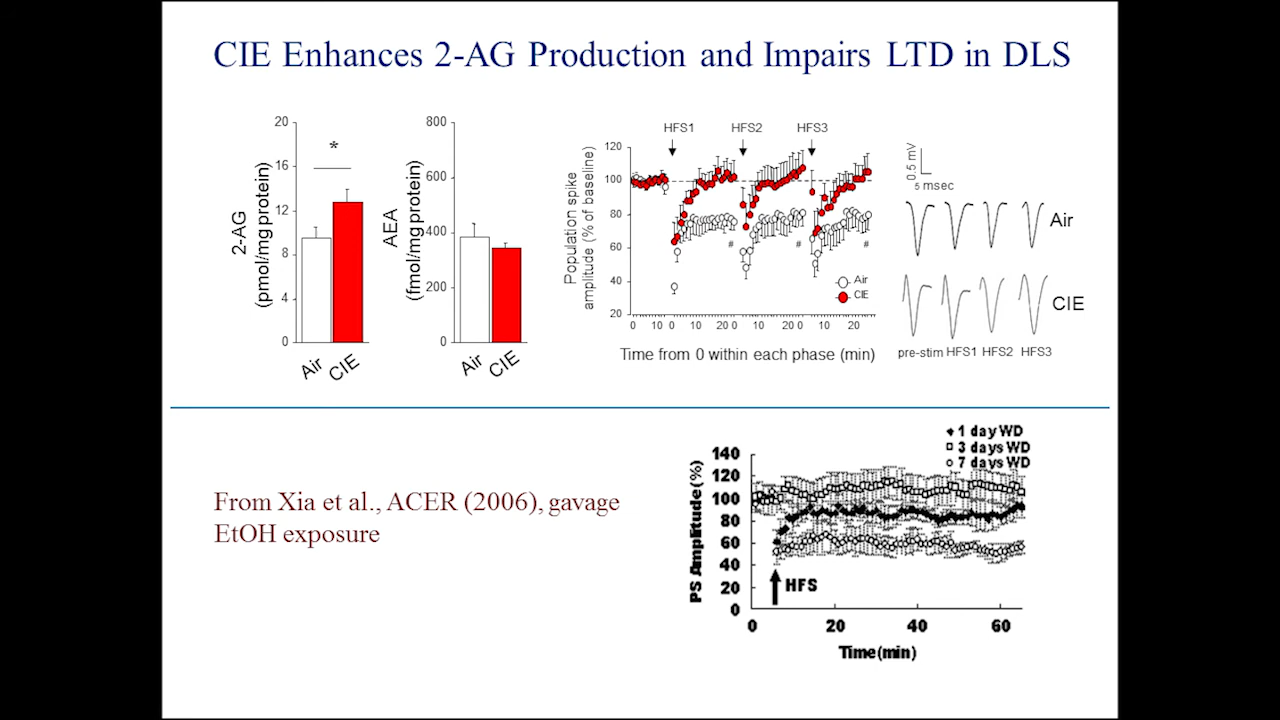 CIE Enhances 2-AG Production and Impairs LTD in DLS
20
16
12
8
4
0
2-AG
(pmol/mg protein)
*
Air
CIE
800
600
400
200
0
AEA
(fmol/mg protein)
Air
CIE
HFS1
HFS2
HFS3
120
100
80
60
40
20
Population spike
amplitude (% of baseline)
#
#
#
Air
CIE
0 10 0 10 20 0 10 20 0 10 20
Time from 0 within each phase (min)
0.5 mV
5 msec
Air
CIE
pre-stim HFS1 HFS2 HFS3
From Xia et al., ACER (2006), gavage
EtOH exposure
1 day WD
3 days WD
7 days WD
140
120
100
80
60
40
20
0
PS Amplitude (%)
HFS
0 20 40 60
Time (min)